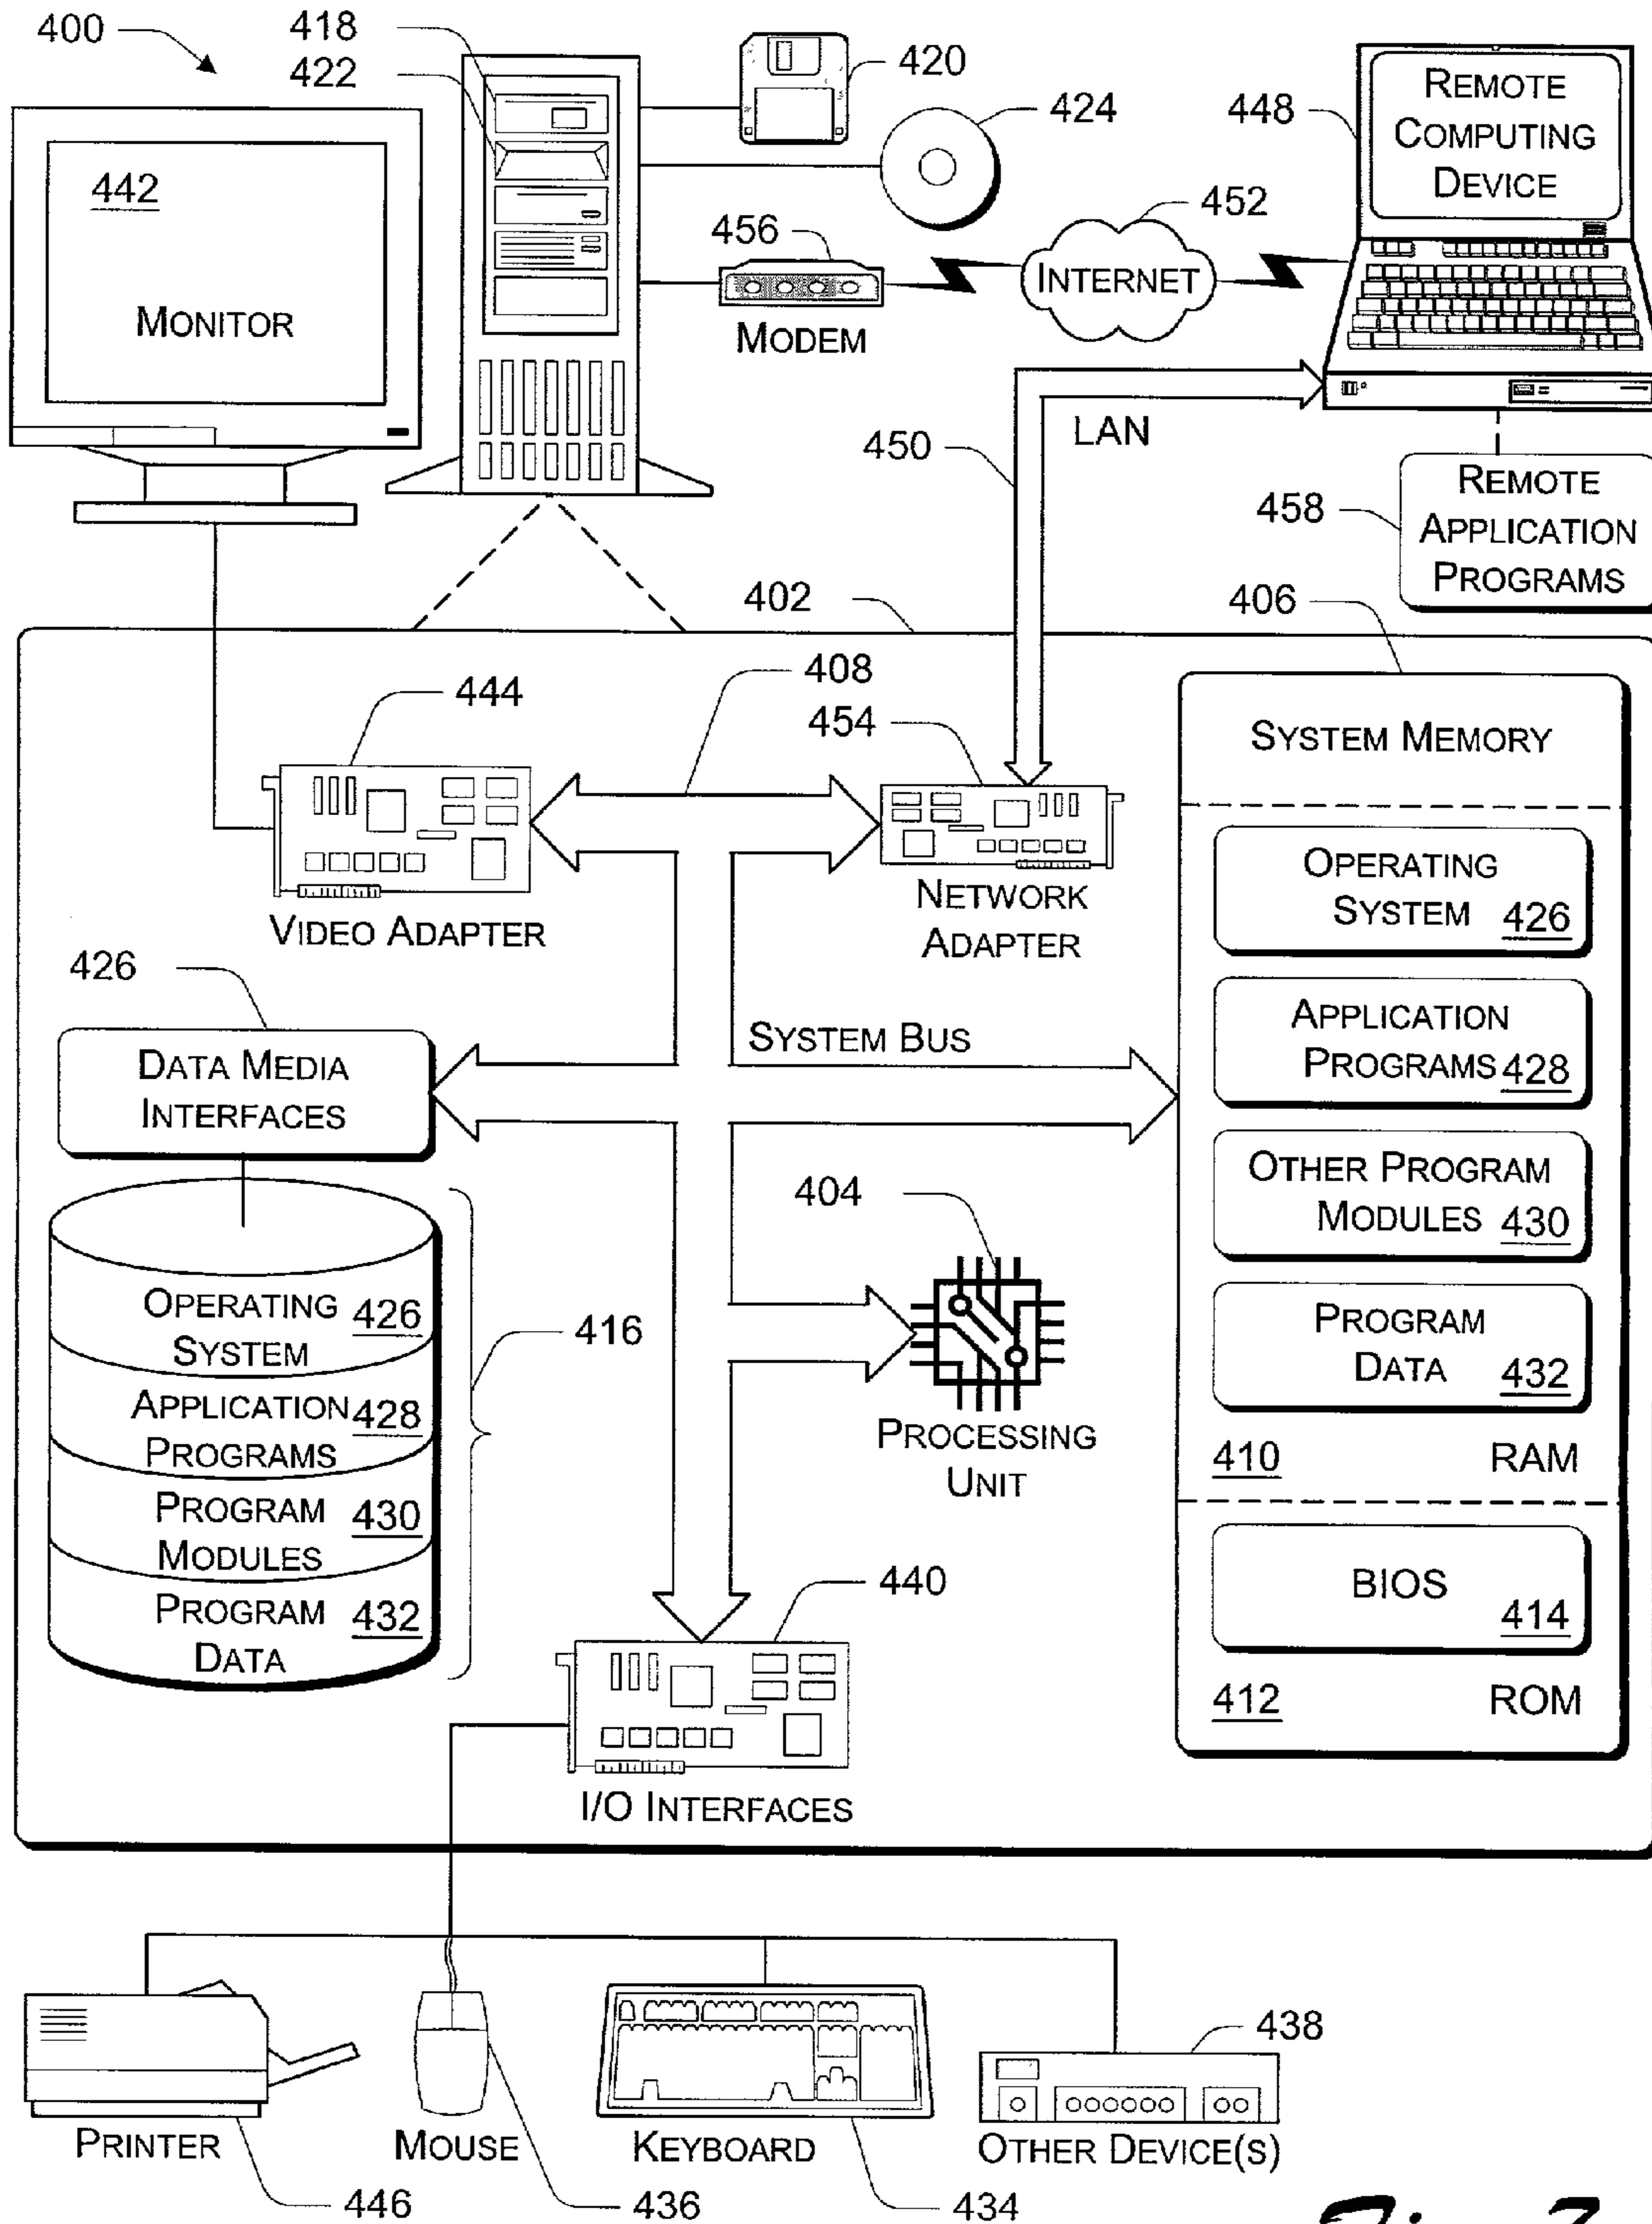 400
418
422
420
424
448
REMOTE
COMPUTING
DEVICE
442
MONITOR
456
MODEM
452
INTERNET
450
LAN
458
REMOTE
APPLICATION
PROGRAMS
402
406
444
408
454
VIDEO ADAPTER
NETWORK
ADAPTER
SYSTEM MEMORY
OPERATING
SYSTEM 426
APPLICATION
PROGRAMS 428
OTHER PROGRAM
MODULES 430
PROGRAM
DATA 432
410 RAM
BIOS
414
412 ROM
426
DATA MEDIA
INTERFACES
SYSTEM BUS
404
PROCESSING
UNIT
OPERATING 426
SYSTEM
APPLICATION 428
PROGRAMS
PROGRAM 430
MODULES
PROGRAM 432
DATA
416
440
I/O INTERFACES
PRINTER
446
MOUSE
436
KEYBOARD
434
438
OTHER DEVICE(S)